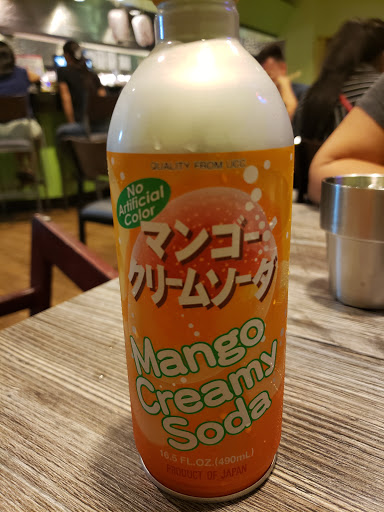 QUALITY FROM UCC
No
Artificial
Color
マンゴー
クリームソーダ
Mango
Creamy
Soda
16.5 FL.OZ.(490mL)
PRODUCT OF JAPAN